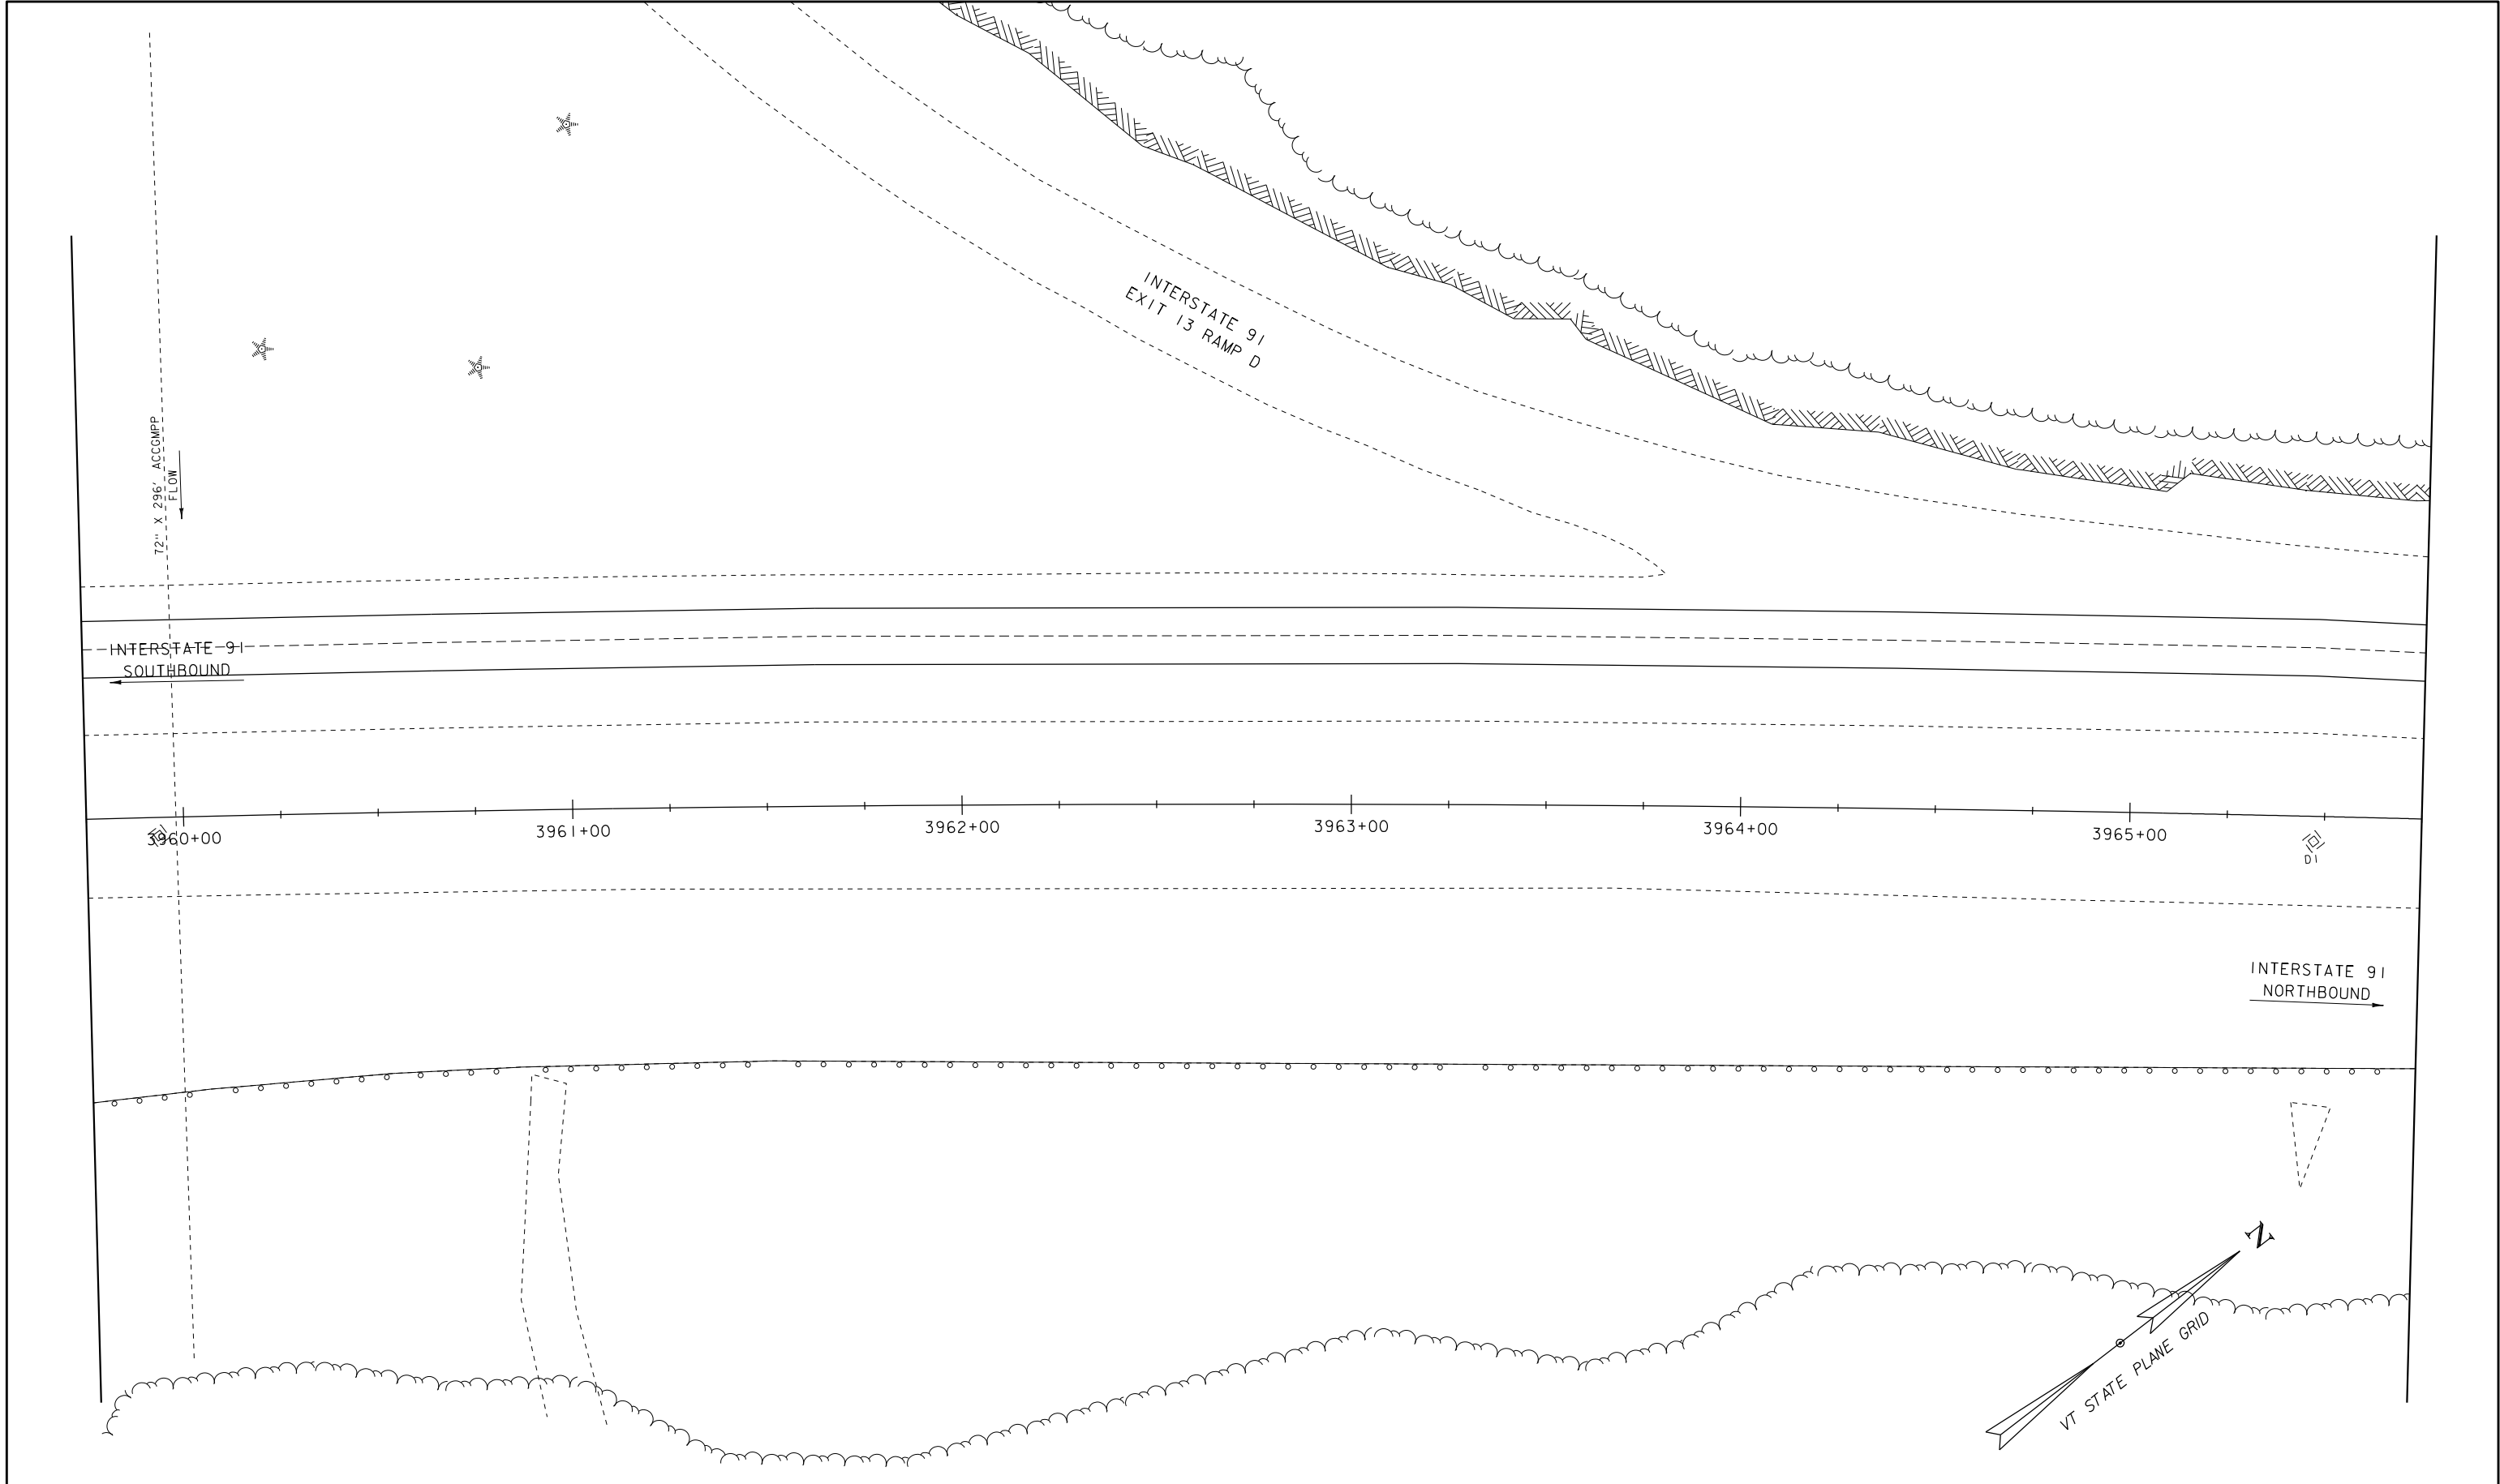 INTERSTATE 91
EXIT 13 RAMP D
72" X 296' ACCGMPP
FLOW
INTERSTATE 91
SOUTHBOUND
3960+00
3961+00
3962+00
3963+00
3964+00
3965+00
DI
INTERSTATE 91
NORTHBOUND
N
VT STATE PLANE GRID